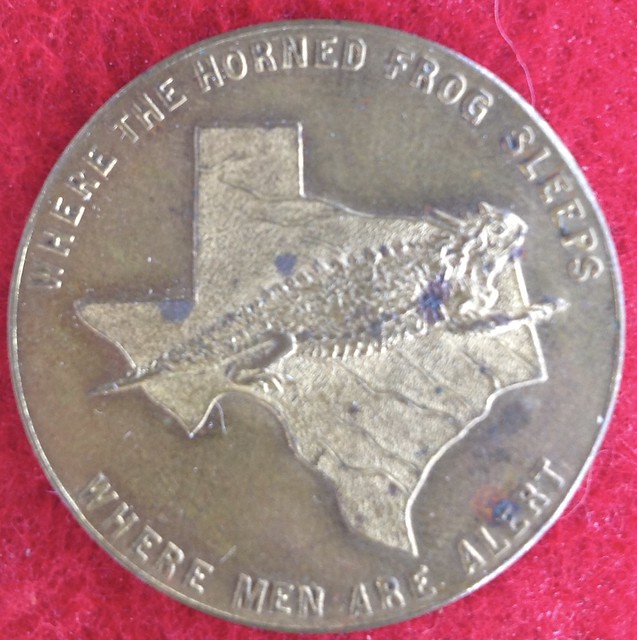 WHERE THE HORNED FROG SLEEPS
WHERE MEN ARE ALERT